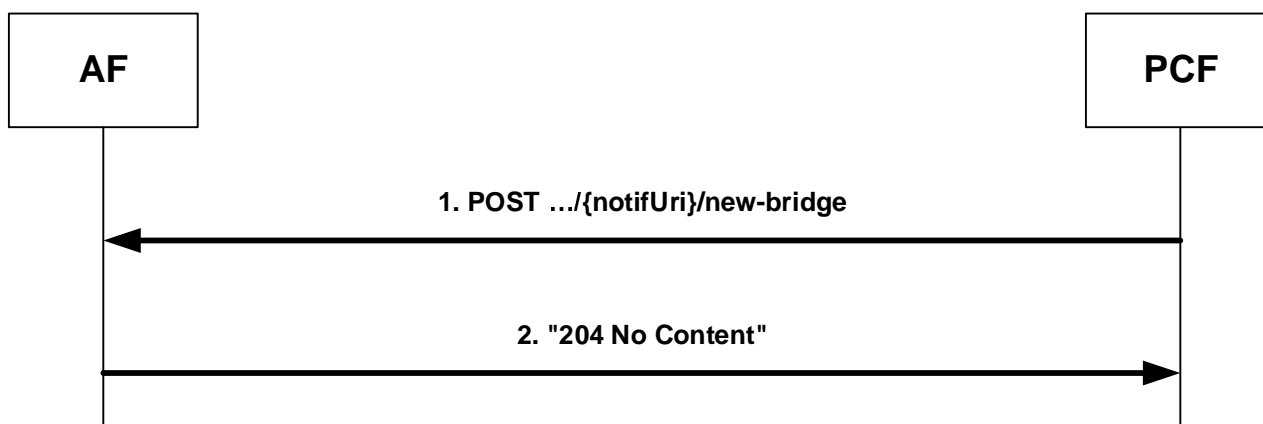 AF
PCF
1. POST …/{notifUri}/new-bridge
2. "204 No Content"